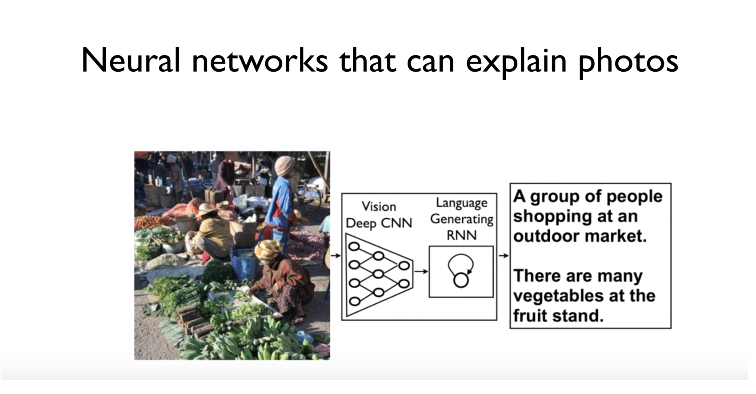 Neural networks that can explain photos
Vision
Deep CNN
Language
Generating
RNN
A group of people
shopping at an
outdoor market.
There are many
vegetables at the
fruit stand.